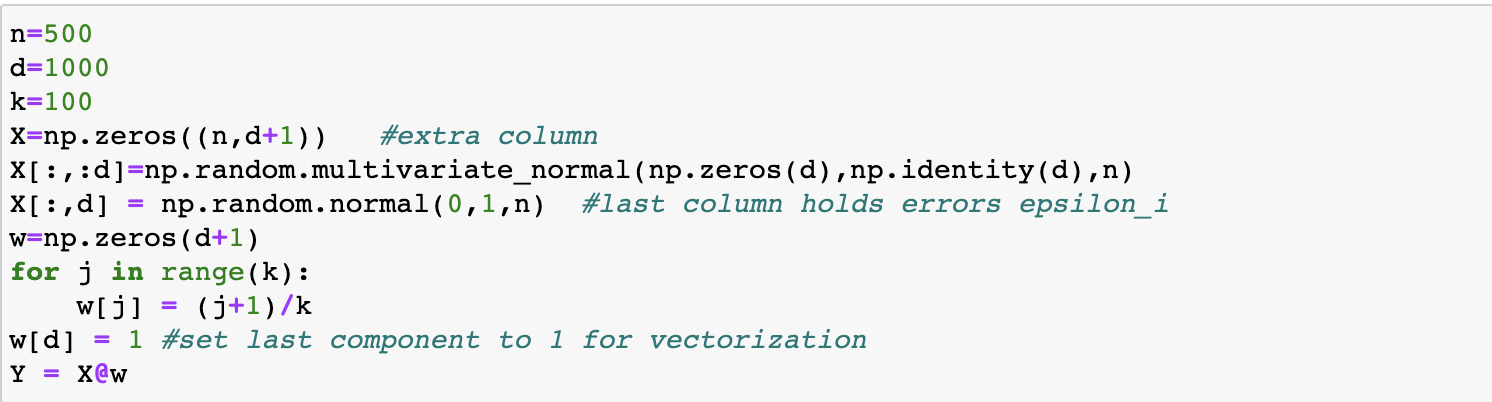 n=500
d=1000
k=100
X=np.zeros((n,d+1))   #extra column
X[:,:d]=np.random.multivariate_normal(np.zeros(d),np.identity(d),n)
X[:,d] = np.random.normal(0,1,n)  #last column holds errors epsilon_i
w=np.zeros(d+1)
for j in range(k):
    w[j] = (j+1)/k
w[d] = 1 #set last component to 1 for vectorization
Y = X@w